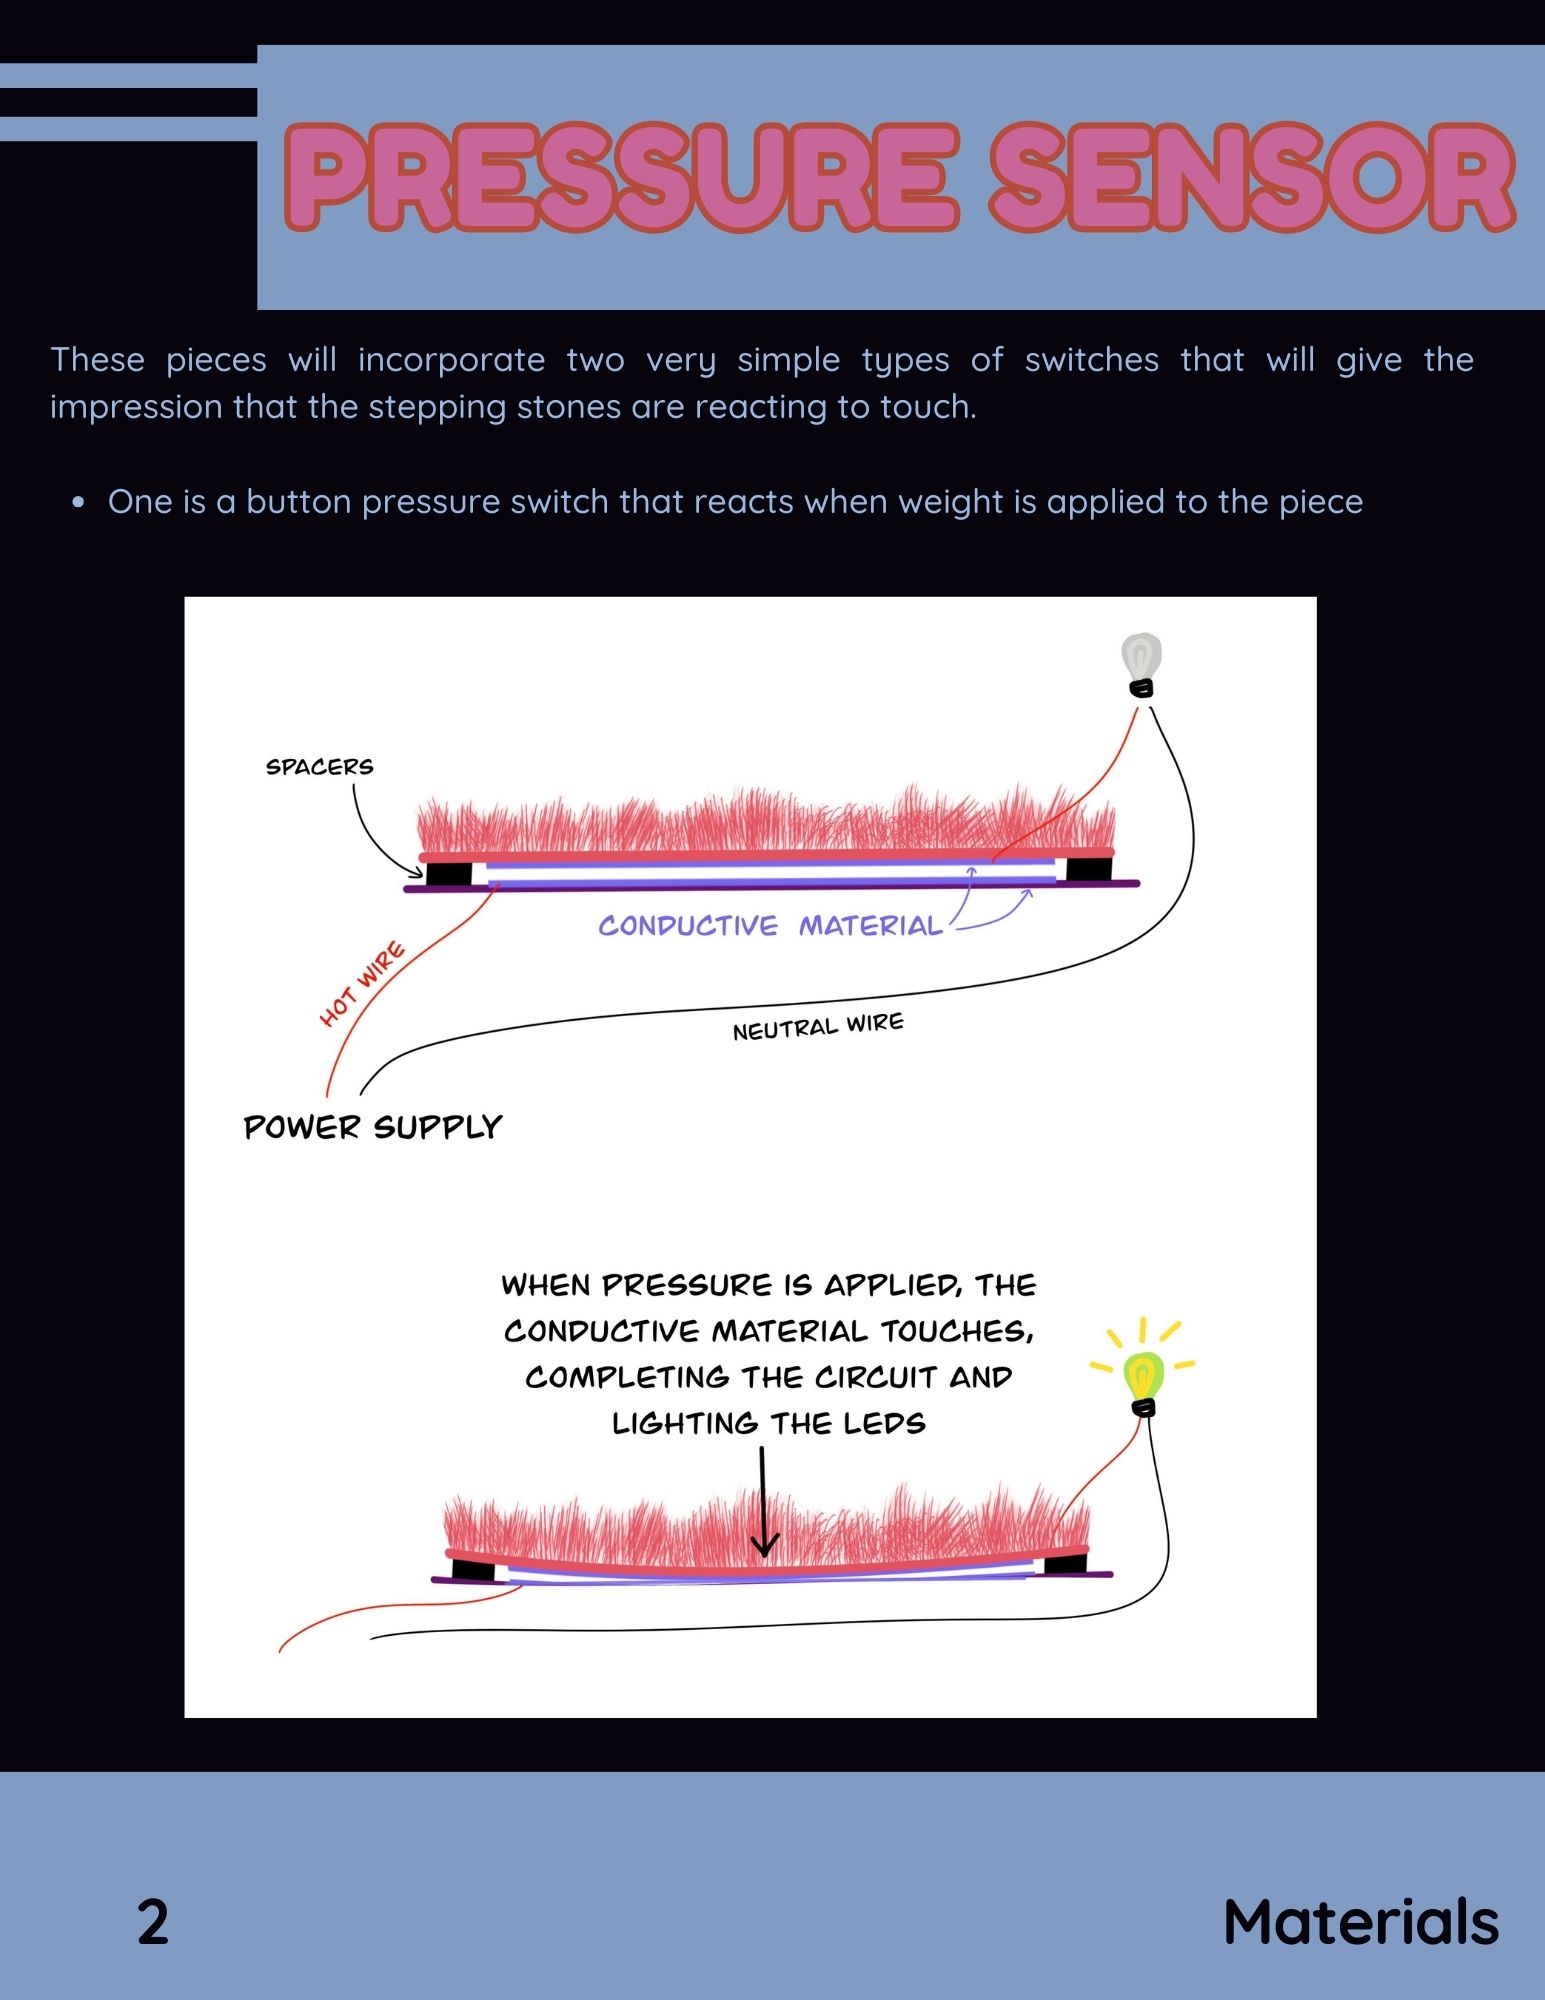 PRESSURE SENSOR
These pieces will incorporate two very simple types of switches that will give the
impression that the stepping stones are reacting to touch.
• One is a button pressure switch that reacts when weight is applied to the piece
SPACERS
CONDUCTIVE MATERIAL
HOT WIRE
NEUTRAL WIRE
POWER SUPPLY
WHEN PRESSURE IS APPLIED, THE
CONDUCTIVE MATERIAL TOUCHES,
COMPLETING THE CIRCUIT AND
LIGHTING THE LEDS
2
Materials